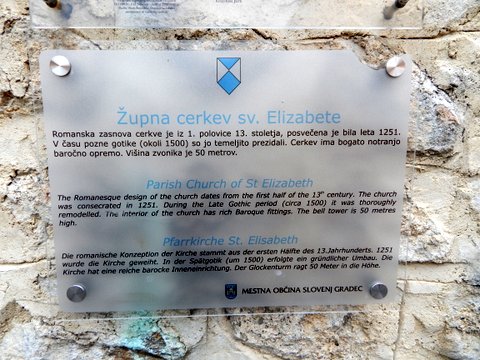 Župna cerkev sv. Elizabete
Romanska zasnova cerkve je iz 1. polovice 13. stoletja, posvečena je bila leta 1251.
V času pozne gotike (okoli 1500) so jo temeljito prezidali. Cerkev ima bogato notranjo
baročno opremo. Višina zvonika je 50 metrov.
Parish Church of St Elizabeth
The Romanesque design of the church dates from the first half of the 13th century. The church
was consecrated in 1251. During the Late Gothic period (circa 1500) it was thoroughly
remodelled. The interior of the church has rich Baroque fittings. The bell tower is 50 metres
high.
Pfarrkirche St. Elisabeth
Die romanische Konzeption der Kirche stammt aus der ersten Hälfte des 13.Jahrhunderts. 1251
wurde die Kirche geweiht. In der Spätgotik (um 1500) erfolgte ein gründlicher Umbau. Die
Kirche hat eine reiche barocke Inneneinrichtung. Der Glockenturm ragt 50 Meter in die Höhe.
MESTNA OBČINA SLOVENJ GRADEC